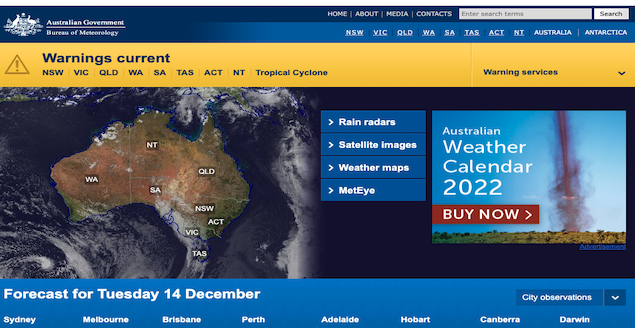 HOME | ABOUT | MEDIA | CONTACTS Enter search terms Search
Australian Government
Bureau of Meteorology
NSW VIC QLD WA SA TAS ACT NT AUSTRALIA ANTARCTICA
Warnings current
NSW VIC QLD WA SA TAS ACT NT Tropical Cyclone
Warning services
NT
QLD
WA
SA
NSW
ACT
VIC
TAS
> Rain radars
> Satellite images
> Weather maps
> MetEye
Australian
Weather
Calendar
2022
BUY NOW >
Advertisement
Forecast for Tuesday 14 December
City observations
Sydney Melbourne Brisbane Perth Adelaide Hobart Canberra Darwin